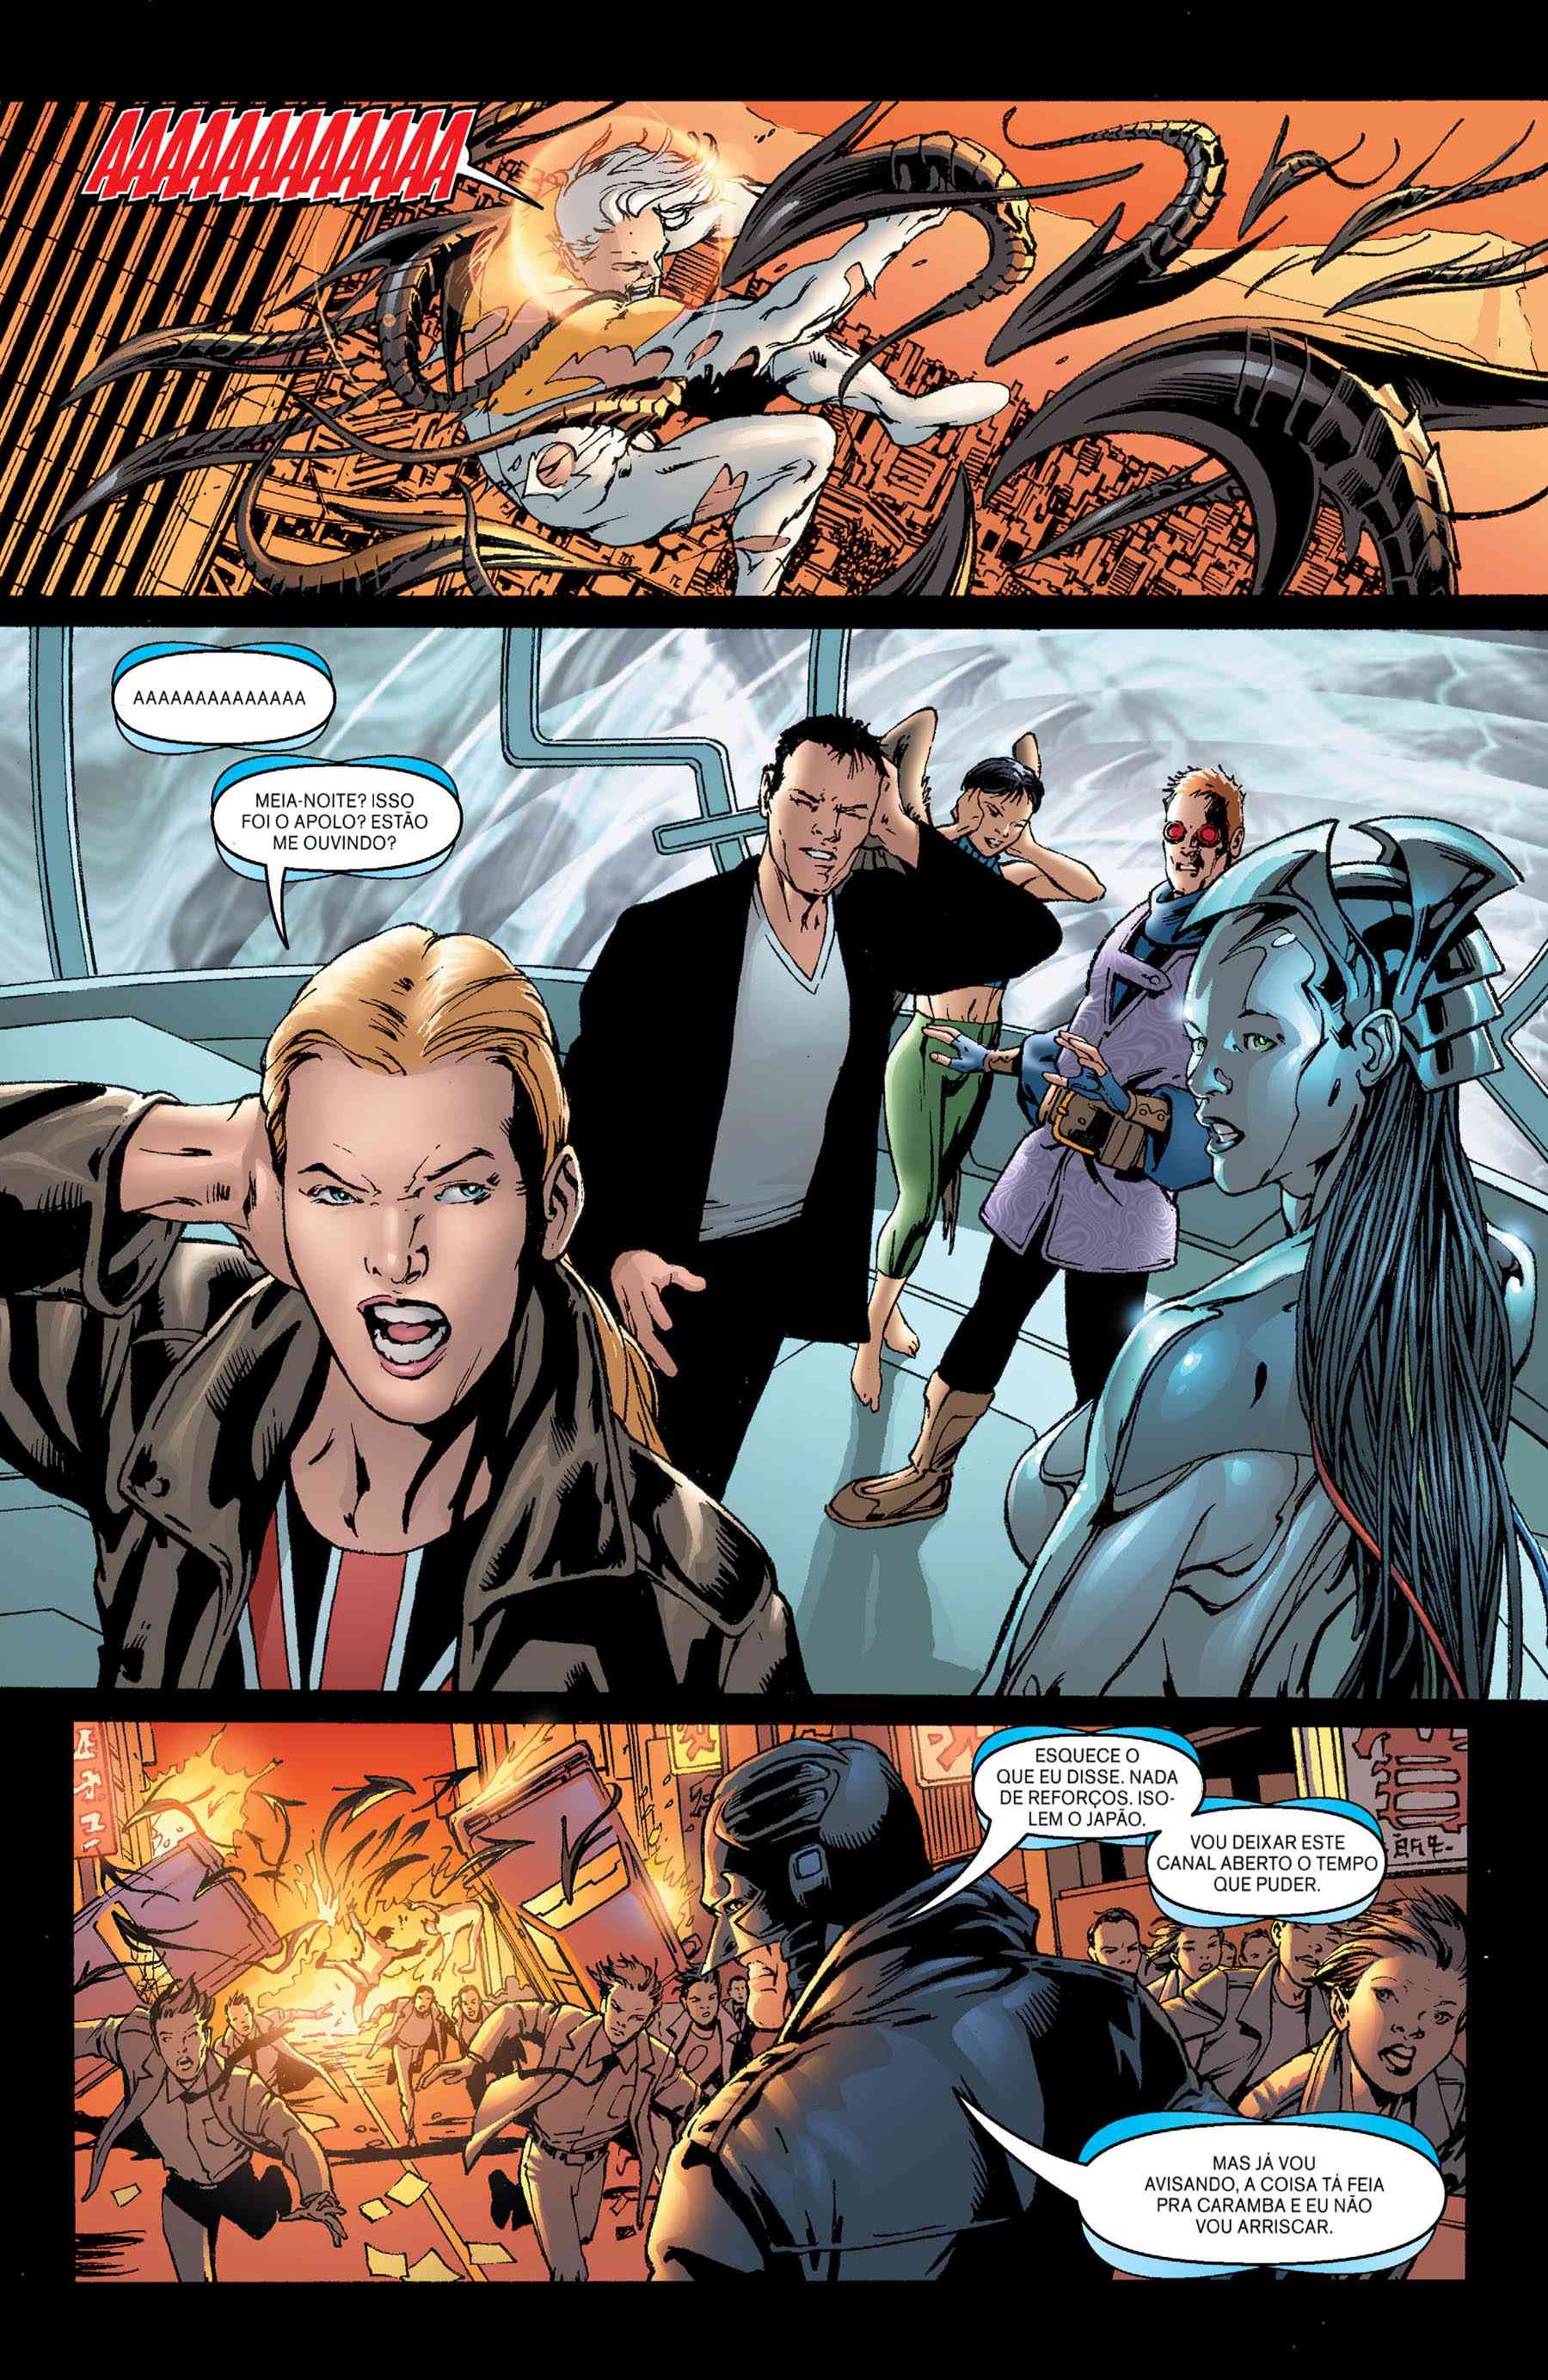 AAAAAAAAAAAAA
AAAAAAAAAAAAAA
MEIA-NOITE? ISSO
FOI O APOLO? ESTÃO
ME OUVINDO?
ESQUECE O
QUE EU DISSE. NADA
DE REFORÇOS. ISO-
LEM O JAPÃO.
VOU DEIXAR ESTE
CANAL ABERTO O TEMPO
QUE PUDER.
MAS JÁ VOU
AVISANDO, A COISA TÁ FEIA
PRA CARAMBA E EU NÃO
VOU ARRISCAR.